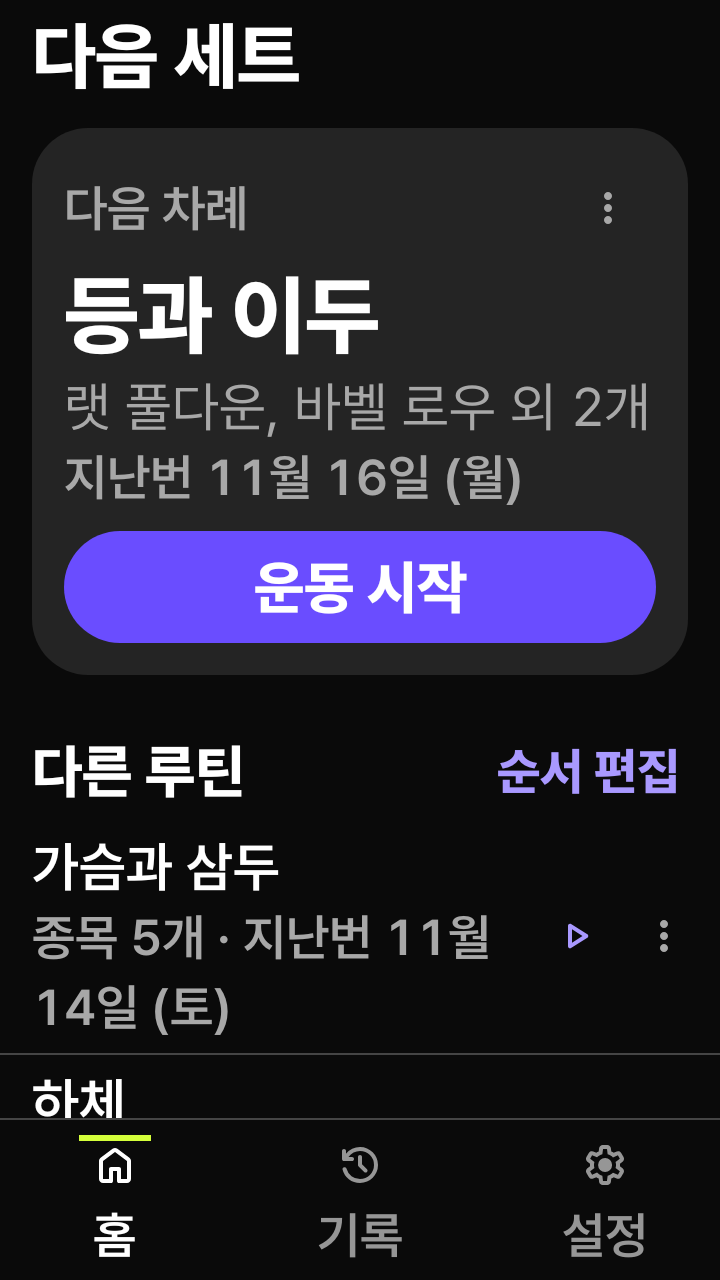 다음 세트
다음 차례
등과 이두
랫 풀다운, 바벨 로우 외 2개
지난번 11월 16일 (월)
운동 시작
다른 루틴
순서 편집
가슴과 삼두
종목 5개 · 지난번 11월
14일 (토)
하체
홈
기록
설정